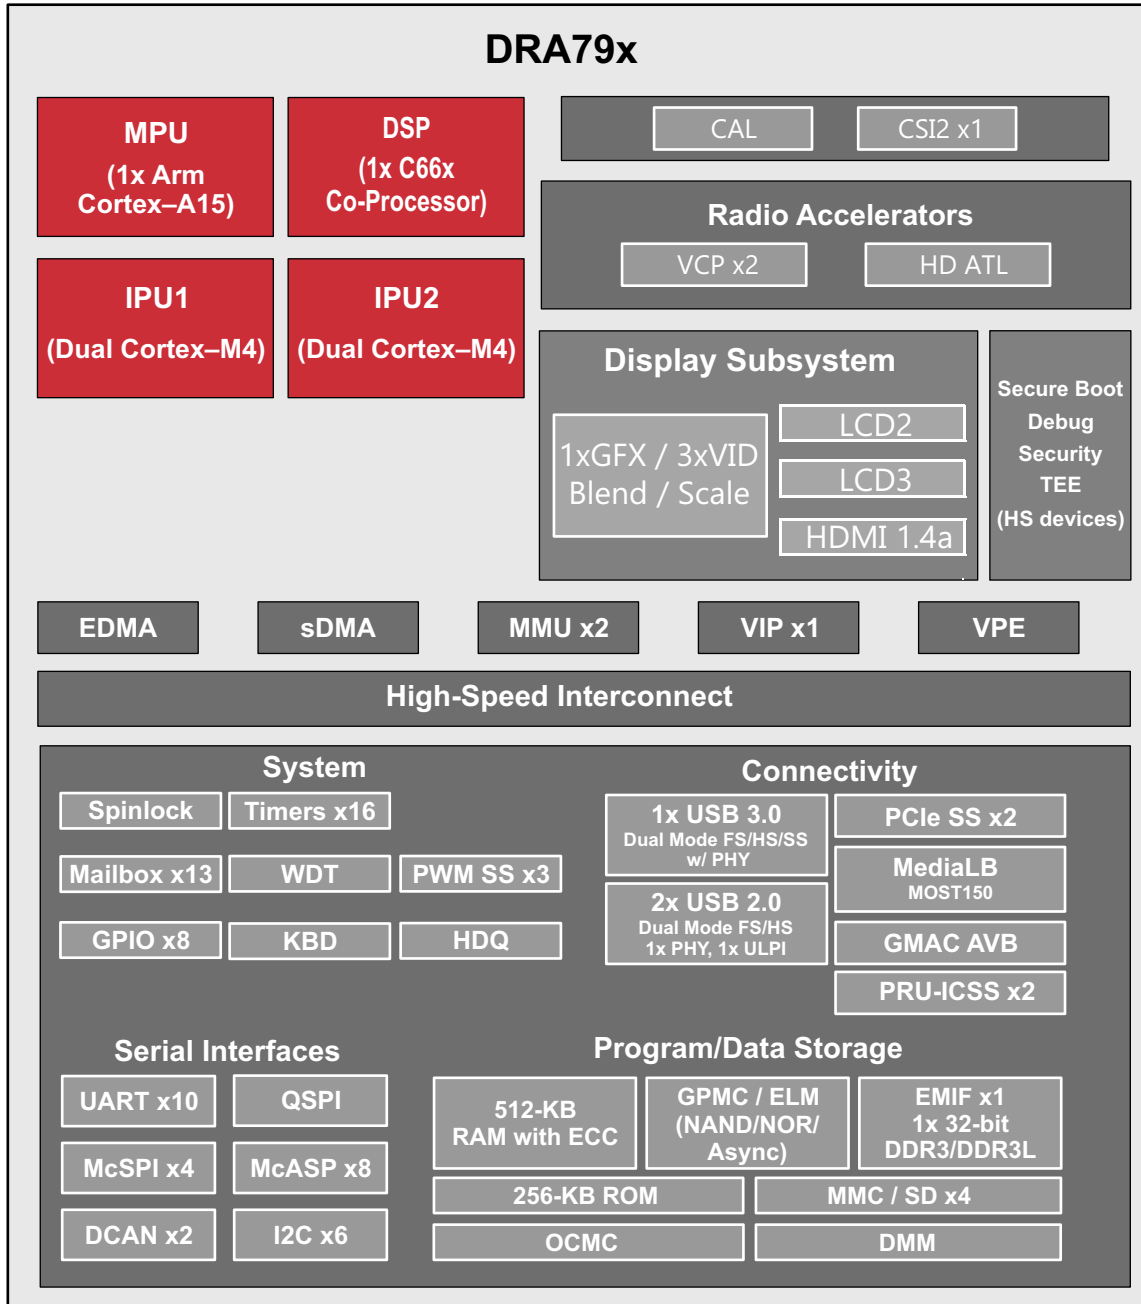 DRA79x
MPU
(1x Arm
Cortex–A15)
DSP
(1x C66x
Co-Processor)
CAL
CSI2 x1
Radio Accelerators
VCP x2
HD ATL
IPU1
(Dual Cortex–M4)
IPU2
(Dual Cortex–M4)
Display Subsystem
1xGFX / 3xVID
Blend / Scale
LCD2
LCD3
HDMI 1.4a
Secure Boot
Debug
Security
TEE
(HS devices)
EDMA
sDMA
MMU x2
VIP x1
VPE
High-Speed Interconnect
System
Spinlock
Timers x16
Mailbox x13
WDT
PWM SS x3
GPIO x8
KBD
HDQ
Connectivity
1x USB 3.0
Dual Mode FS/HS/SS
w/ PHY
2x USB 2.0
Dual Mode FS/HS
1x PHY, 1x ULPI
PCIe SS x2
MediaLB
MOST150
GMAC AVB
PRU-ICSS x2
Serial Interfaces
UART x10
QSPI
McSPI x4
McASP x8
DCAN x2
I2C x6
Program/Data Storage
512-KB
RAM with ECC
GPMC / ELM
(NAND/NOR/
Async)
EMIF x1
1x 32-bit
DDR3/DDR3L
256-KB ROM
MMC / SD x4
OCMC
DMM